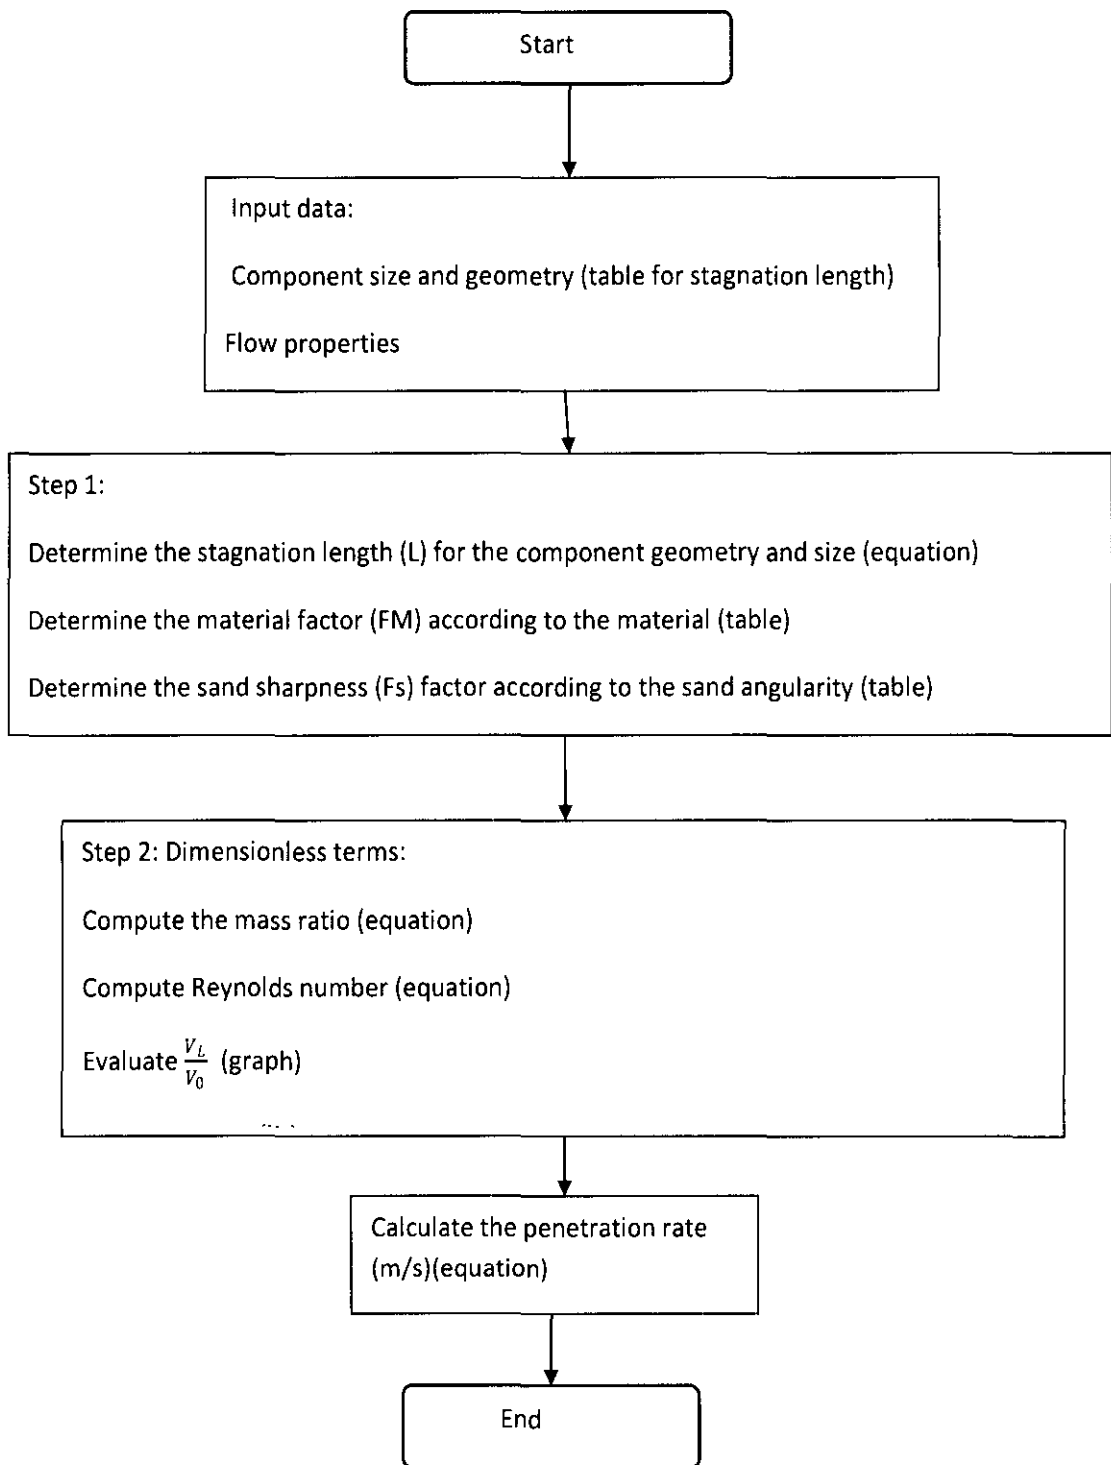 Start
Input data:
Component size and geometry (table for stagnation length)
Flow properties
Step 1:
Determine the stagnation length (L) for the component geometry and size (equation)
Determine the material factor (FM) according to the material (table)
Determine the sand sharpness (Fs) factor according to the sand angularity (table)
Step 2: Dimensionless terms:
Compute the mass ratio (equation)
Compute Reynolds number (equation)
Evaluate $\frac{V_L}{V_0}$ (graph)
Calculate the penetration rate
(m/s)(equation)
End